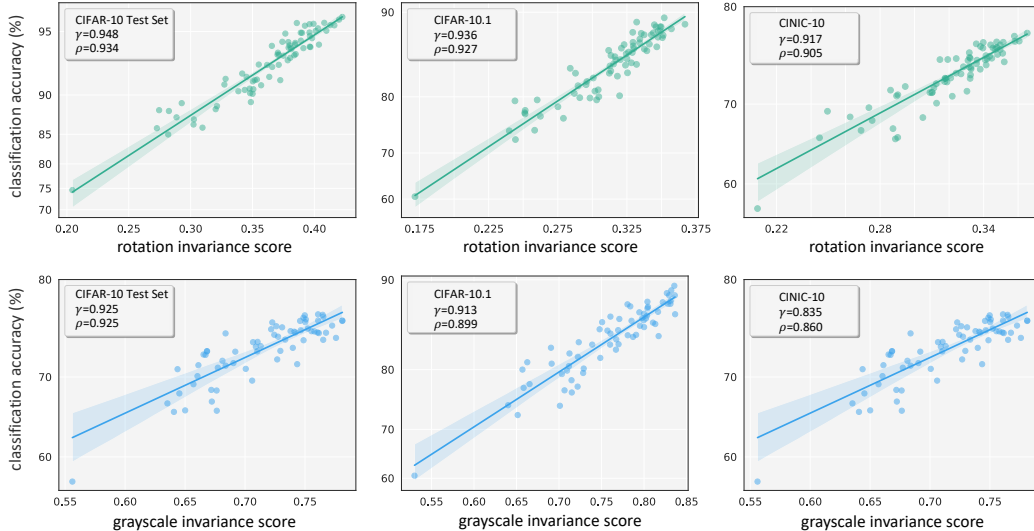 classification accuracy (%)
95
90
85
80
75
70
CIFAR-10 Test Set
γ=0.948
ρ=0.934
0.20 0.25 0.30 0.35 0.40
rotation invariance score
90
80
70
60
CIFAR-10.1
γ=0.936
ρ=0.927
0.175 0.225 0.275 0.325 0.375
rotation invariance score
80
70
60
CINIC-10
γ=0.917
ρ=0.905
0.22 0.28 0.34
rotation invariance score
classification accuracy (%)
80
70
60
CIFAR-10 Test Set
γ=0.925
ρ=0.925
0.55 0.60 0.65 0.70 0.75
grayscale invariance score
90
80
70
60
CIFAR-10.1
γ=0.913
ρ=0.899
0.55 0.60 0.65 0.70 0.75 0.80 0.85
grayscale invariance score
80
70
60
CINIC-10
γ=0.835
ρ=0.860
0.55 0.60 0.65 0.70 0.75
grayscale invariance score